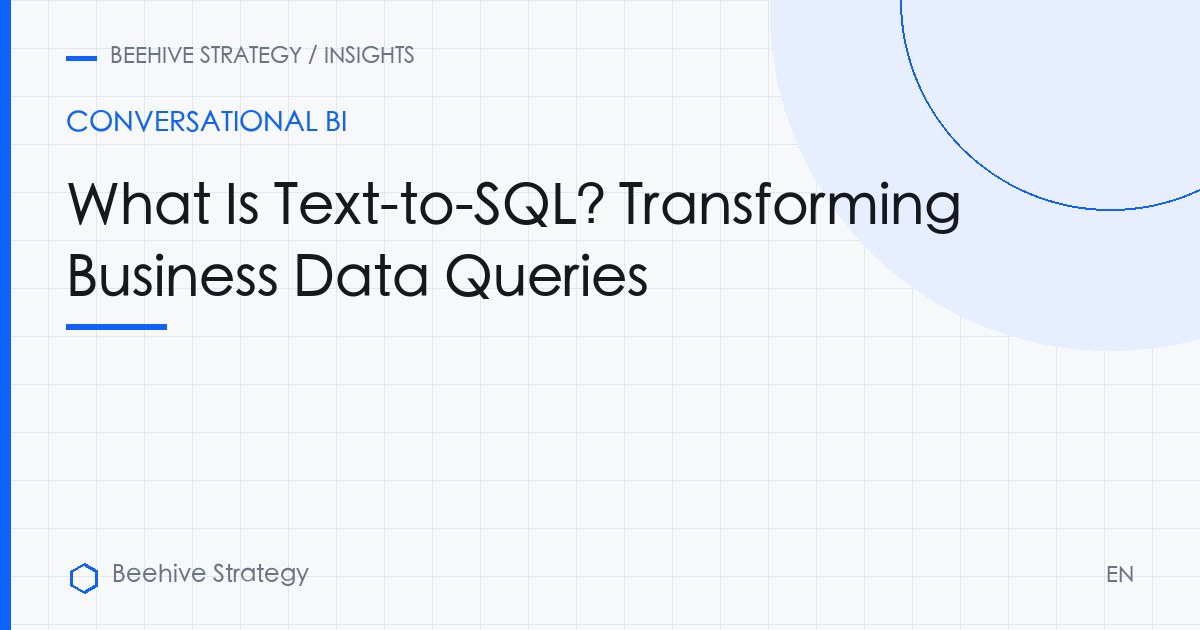 BEEHIVE STRATEGY / INSIGHTS
CONVERSATIONAL BI
What Is Text-to-SQL? Transforming
Business Data Queries
Beehive Strategy
EN